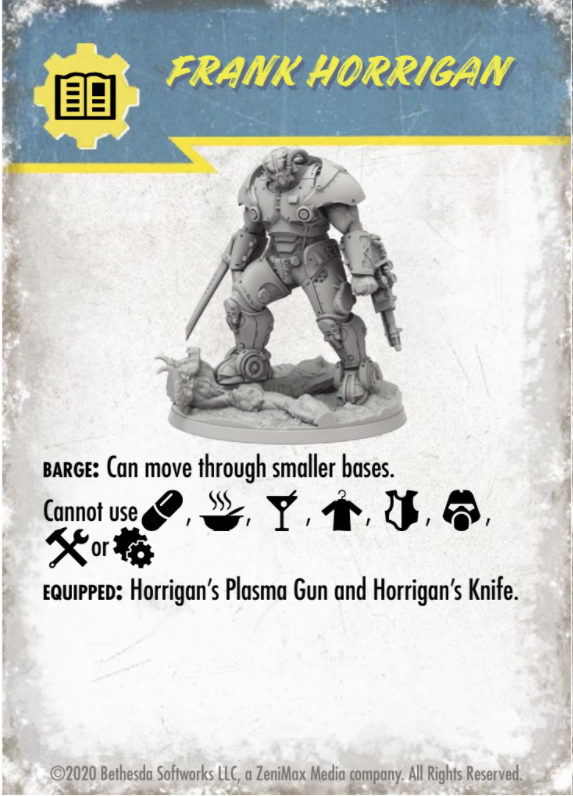 FRANK HORRIGAN
BARGE: Can move through smaller bases.
Cannot use , , , , , ,
or
EQUIPPED: Horrigan's Plasma Gun and Horrigan's Knife.
©2020 Bethesda Softworks LLC, a ZeniMax Media company. All Rights Reserved.